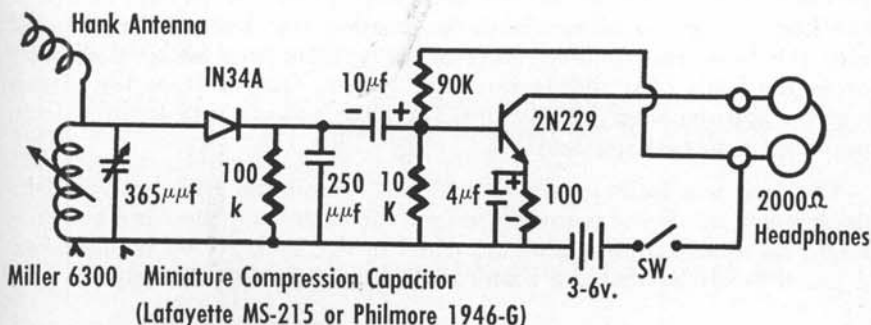 Hank Antenna
IN34A
10µf
90K
2N229
365µµf
100
k
250
µµf
10
K
4µf
100
2000Ω
Headphones
3-6v.
SW.
Miller 6300
Miniature Compression Capacitor
(Lafayette MS-215 or Philmore 1946-G)